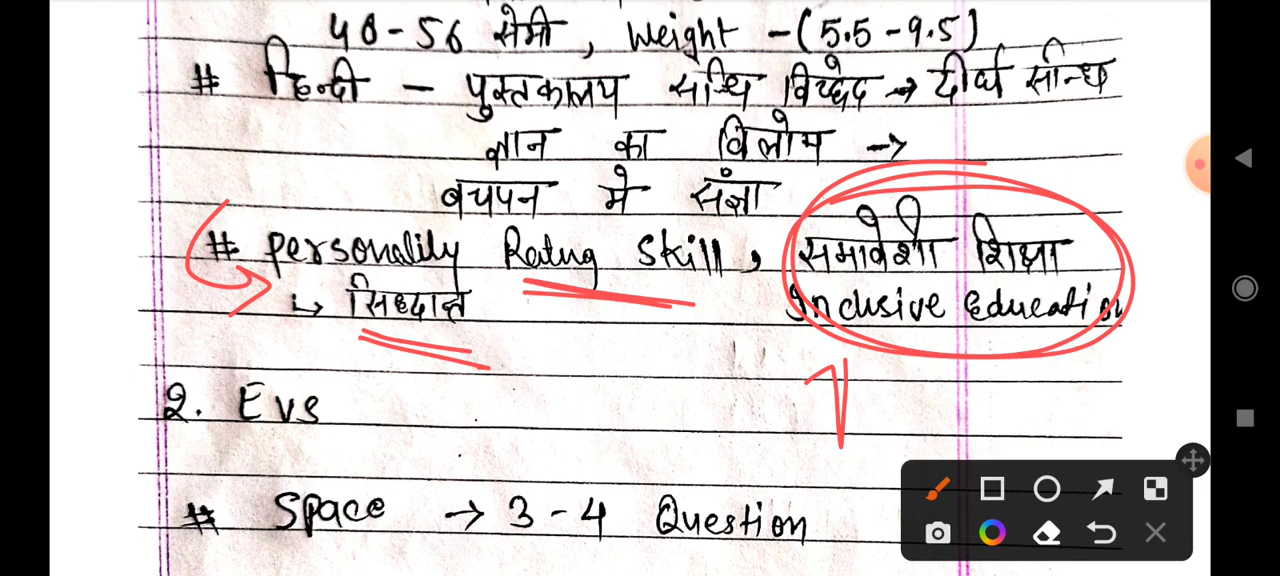 40-56 सेमी, Weight -(5.5-9.5)
# हिन्दी - पुस्तकालय संधि विच्छेद → दीर्घ सन्धि
ज्ञान का विलोम →
बचपन मे संज्ञा
# Personality Rating Skill, समावेशी शिक्षा
↳ सिध्दान्त Inclusive Education
2. EVS
# Space → 3-4 Question